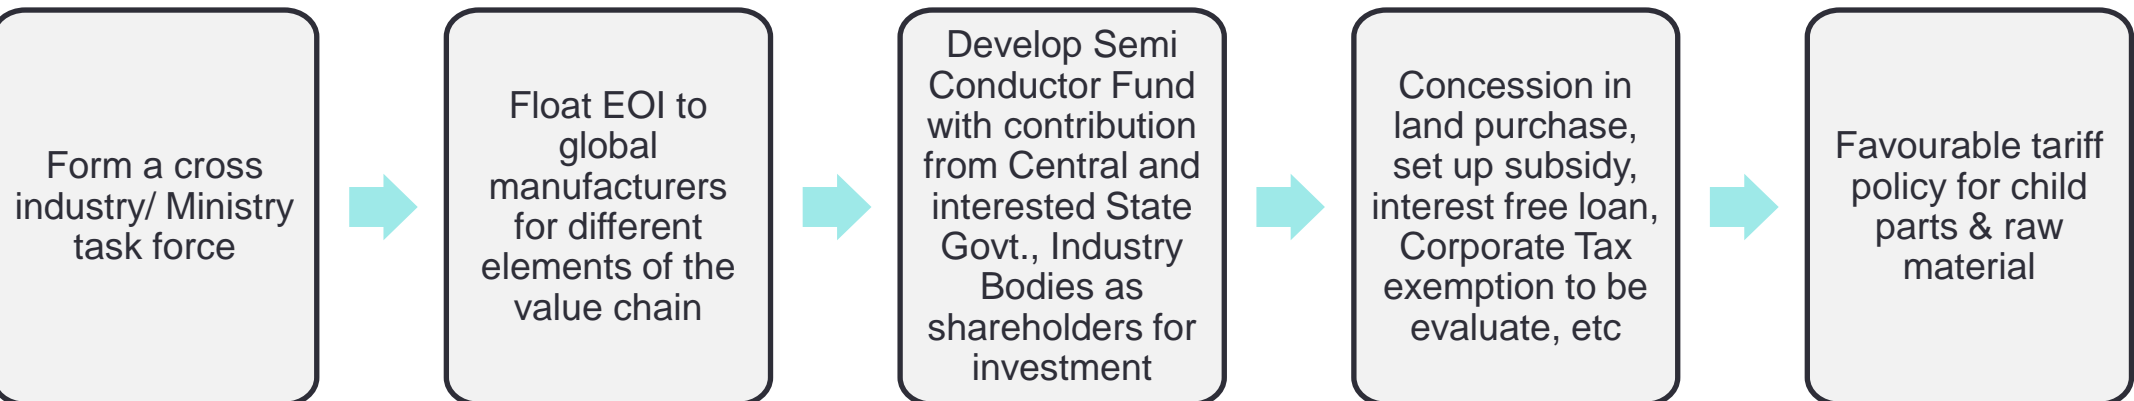 Form a cross
industry/ Ministry
task force
Float EOI to
global
manufacturers
for different
elements of the
value chain
Develop Semi
Conductor Fund
with contribution
from Central and
interested State
Govt., Industry
Bodies as
shareholders for
investment
Concession in
land purchase,
set up subsidy,
interest free loan,
Corporate Tax
exemption to be
evaluate, etc
Favourable tariff
policy for child
parts & raw
material